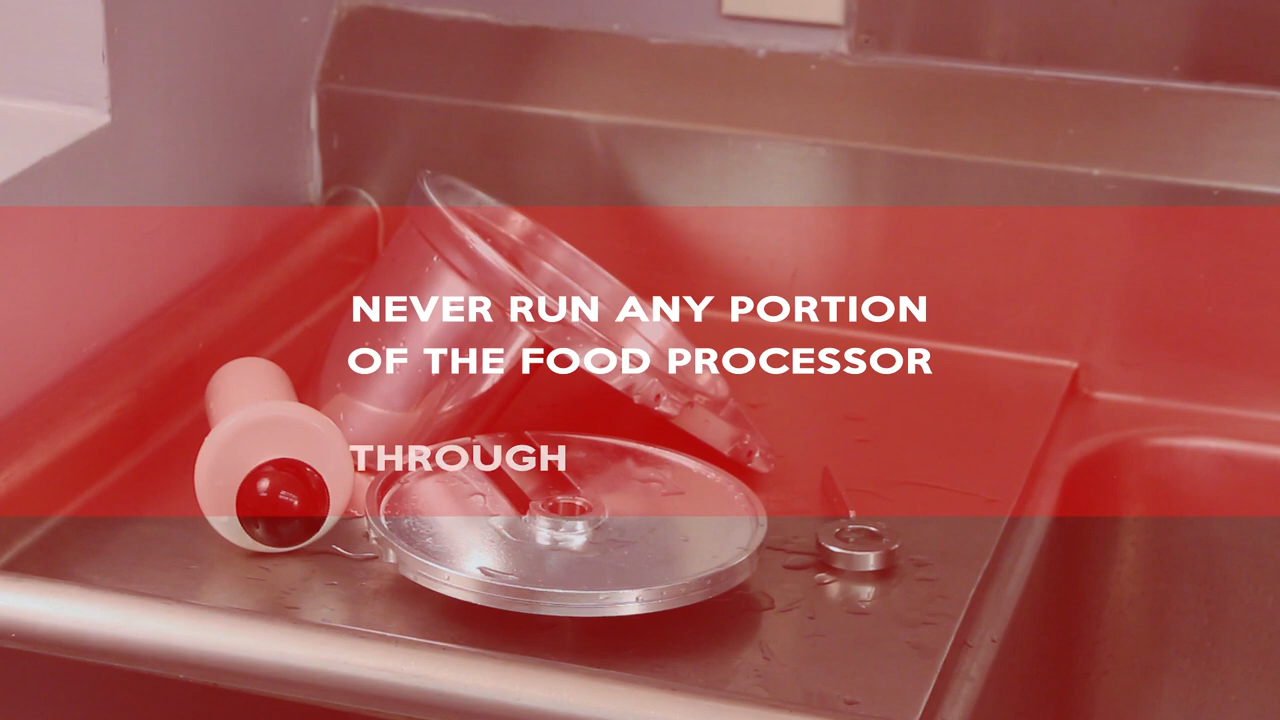 NEVER RUN ANY PORTION
OF THE FOOD PROCESSOR
THROUGH